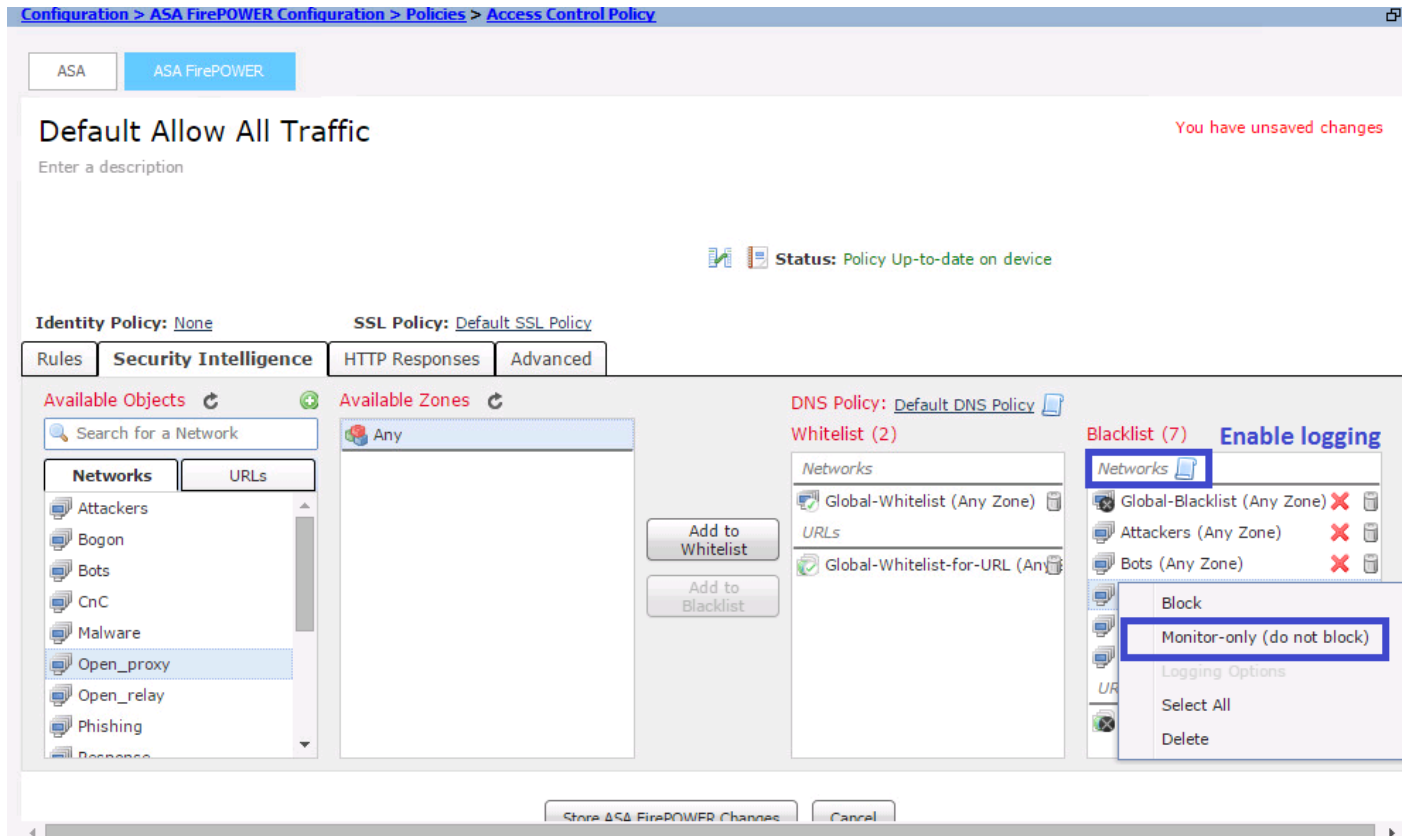 Configuration > ASA FirePOWER Configuration > Policies > Access Control Policy
ASA
ASA FirePOWER
Default Allow All Traffic
You have unsaved changes
Enter a description
Status: Policy Up-to-date on device
Identity Policy: None
SSL Policy: Default SSL Policy
Rules
Security Intelligence
HTTP Responses
Advanced
Available Objects
Search for a Network
Networks
URLs
Attackers
Bogon
Bots
CnC
Malware
Open_proxy
Open_relay
Phishing
Response
Available Zones
Any
Add to
Whitelist
Add to
Blacklist
DNS Policy: Default DNS Policy
Whitelist (2)
Networks
Global-Whitelist (Any Zone)
URLs
Global-Whitelist-for-URL (Any
Blacklist (7)
Enable logging
Networks
Global-Blacklist (Any Zone)
Attackers (Any Zone)
Bots (Any Zone)
UR
Block
Monitor-only (do not block)
Logging Options
Select All
Delete
Store ASA FirePOWER Changes
Cancel